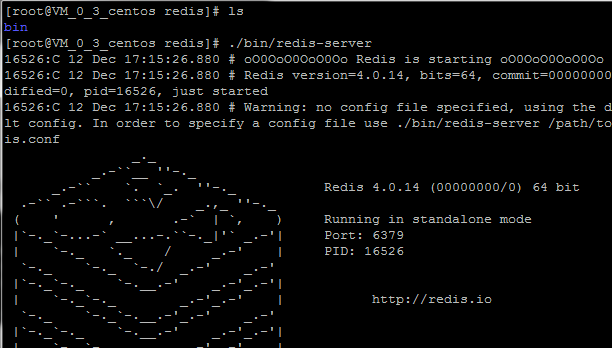 [root@VM_0_3_centos redis]# ls
bin
[root@VM_0_3_centos redis]# ./bin/redis-server
16526:C 12 Dec 17:15:26.880 # oO0OoO0OoO0Oo Redis is starting oO0OoO0OoO0Oo
16526:C 12 Dec 17:15:26.880 # Redis version=4.0.14, bits=64, commit=00000000
dified=0, pid=16526, just started
16526:C 12 Dec 17:15:26.880 # Warning: no config file specified, using the d
lt config. In order to specify a config file use ./bin/redis-server /path/to
is.conf
Redis 4.0.14 (00000000/0) 64 bit
Running in standalone mode
Port: 6379
PID: 16526
http://redis.io